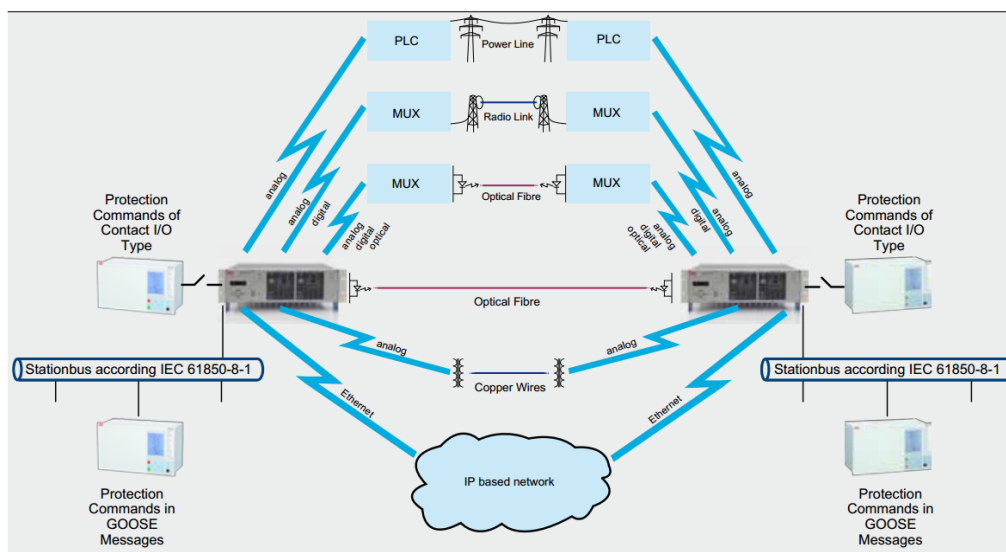 PLC
Power Line
PLC
MUX
Radio Link
MUX
MUX
Optical Fibre
MUX
analog
analog
digital
analog
digital
optical
analog
digital
optical
analog
digital
analog
Protection
Commands of
Contact I/O
Type
Protection
Commands of
Contact I/O
Type
Optical Fibre
analog
analog
Copper Wires
Stationbus according IEC 61850-8-1
Stationbus according IEC 61850-8-1
Ethernet
Ethernet
IP based network
Protection
Commands in
GOOSE
Messages
Protection
Commands in
GOOSE
Messages